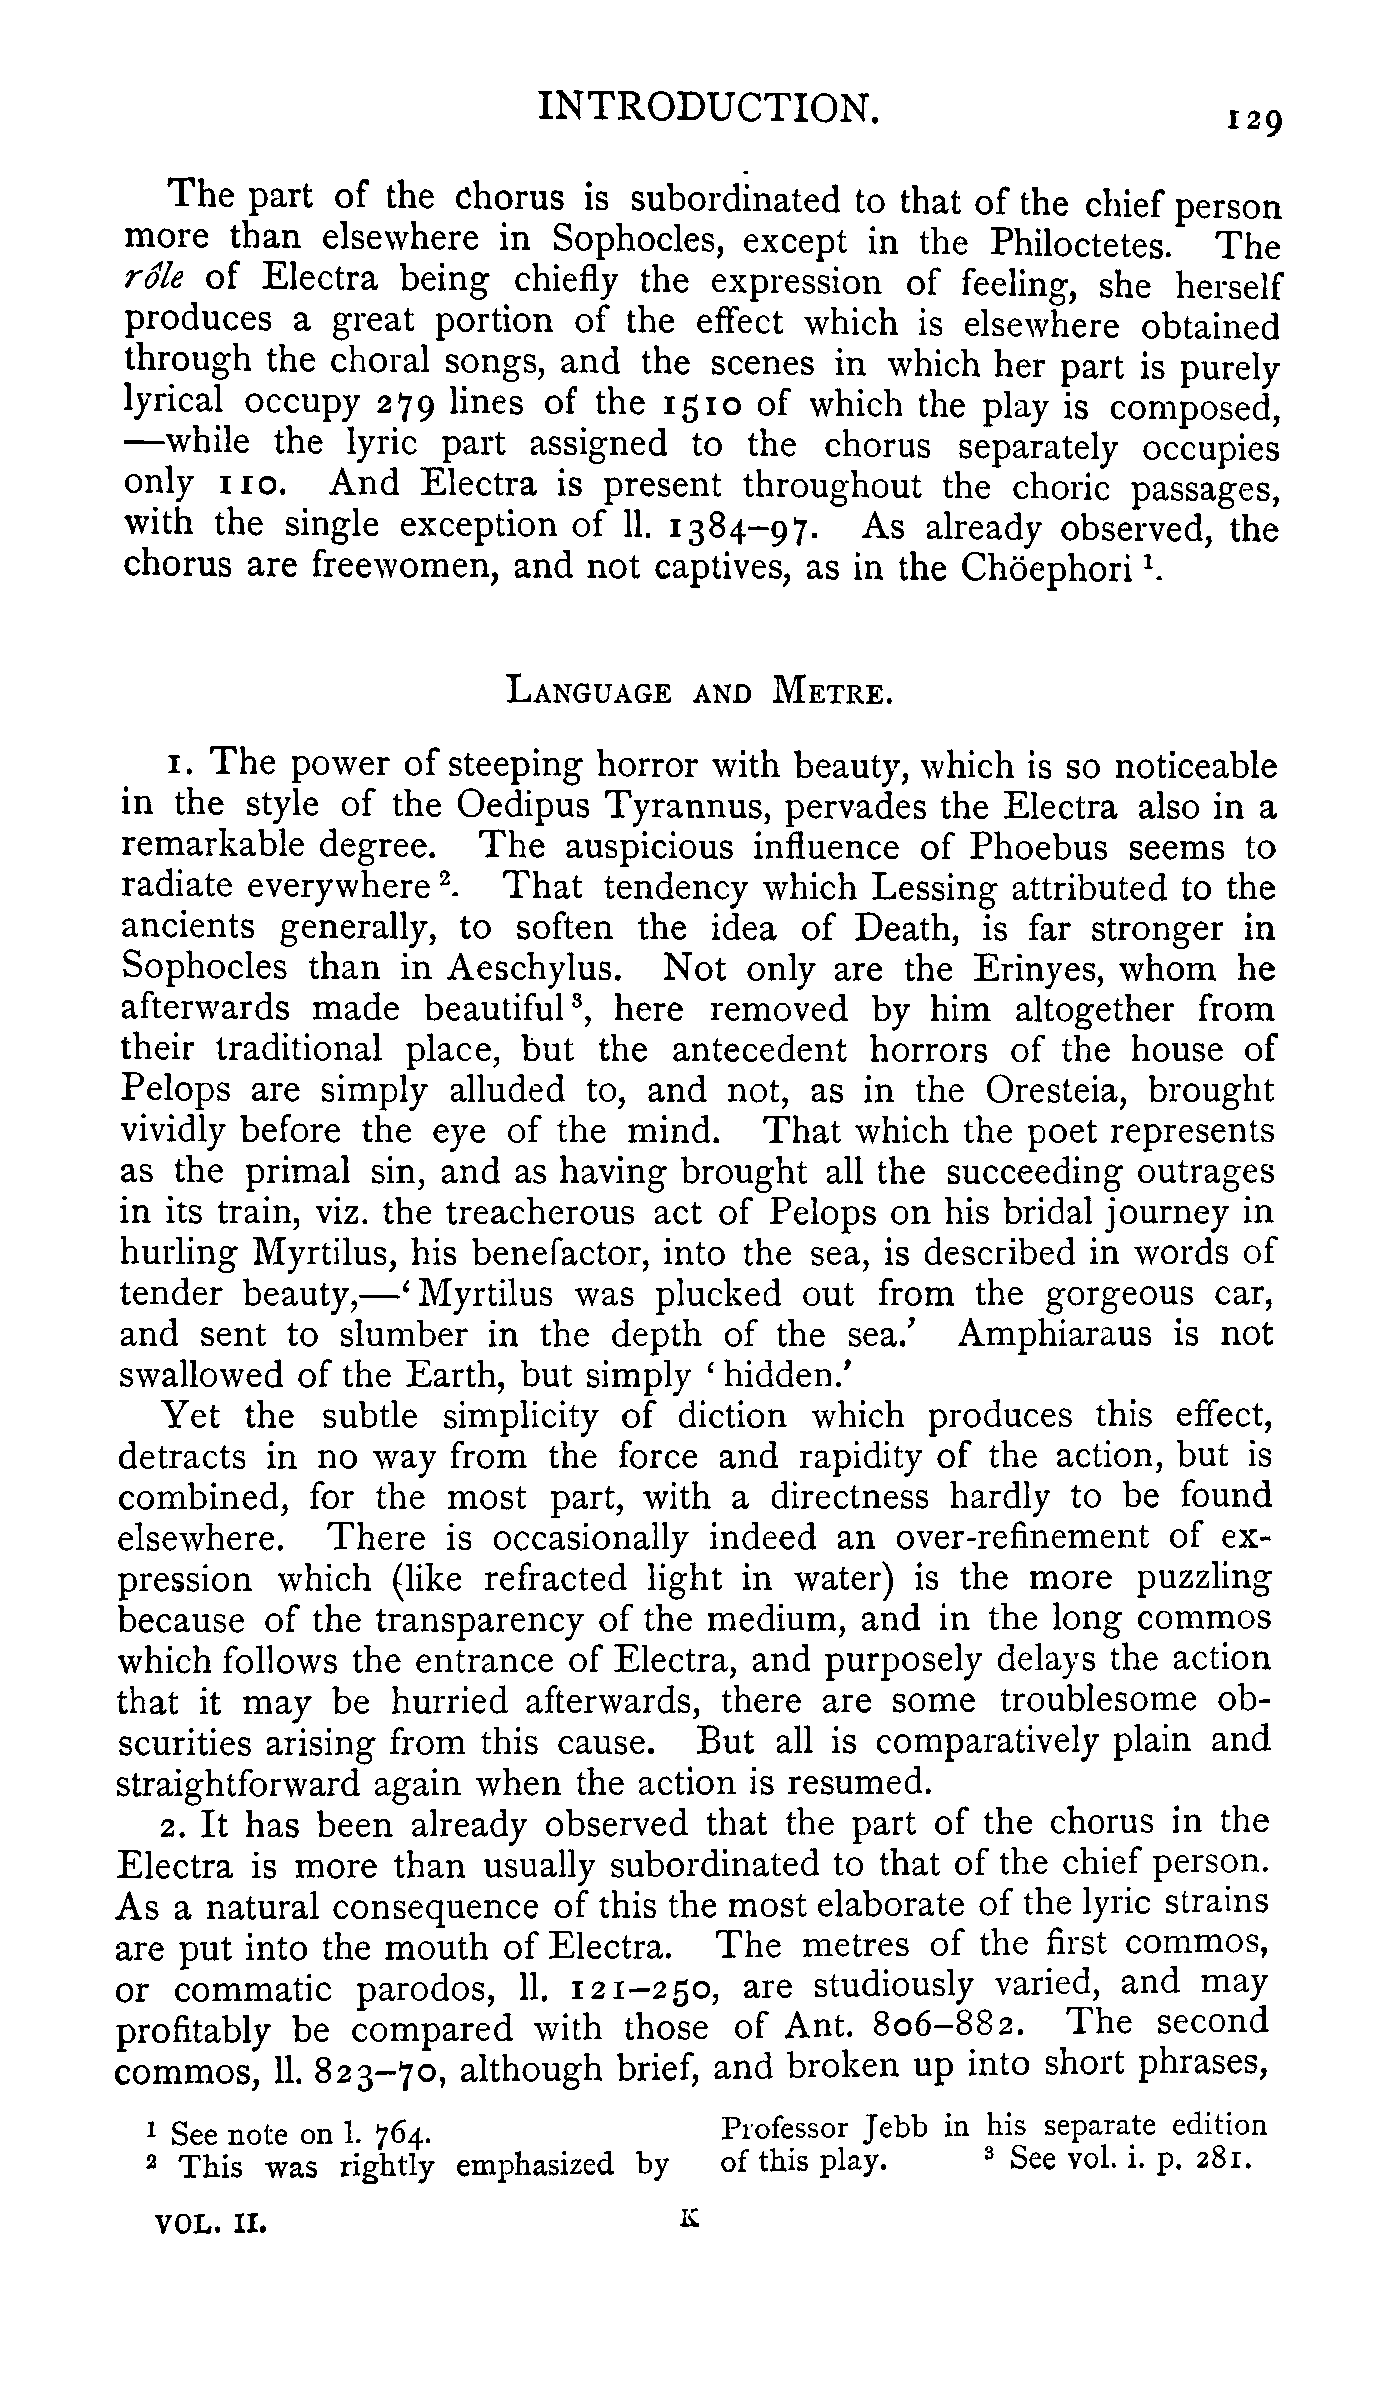 INTRODUCTION.
129
The part of the chorus is subordinated to that of the chief person
more than elsewhere in Sophocles, except in the Philoctetes. The
rôle of Electra being chiefly the expression of feeling, she herself
produces a great portion of the effect which is elsewhere obtained
through the choral songs, and the scenes in which her part is purely
lyrical occupy 279 lines of the 1510 of which the play is composed,
—while the lyric part assigned to the chorus separately occupies
only 110. And Electra is present throughout the choric passages,
with the single exception of ll. 1384–97. As already observed, the
chorus are freewomen, and not captives, as in the Chöephori ¹.
LANGUAGE AND METRE.
1. The power of steeping horror with beauty, which is so noticeable
in the style of the Oedipus Tyrannus, pervades the Electra also in a
remarkable degree. The auspicious influence of Phoebus seems to
radiate everywhere ². That tendency which Lessing attributed to the
ancients generally, to soften the idea of Death, is far stronger in
Sophocles than in Aeschylus. Not only are the Erinyes, whom he
afterwards made beautiful ³, here removed by him altogether from
their traditional place, but the antecedent horrors of the house of
Pelops are simply alluded to, and not, as in the Oresteia, brought
vividly before the eye of the mind. That which the poet represents
as the primal sin, and as having brought all the succeeding outrages
in its train, viz. the treacherous act of Pelops on his bridal journey in
hurling Myrtilus, his benefactor, into the sea, is described in words of
tender beauty,—‘ Myrtilus was plucked out from the gorgeous car,
and sent to slumber in the depth of the sea.’ Amphiaraus is not
swallowed of the Earth, but simply ‘ hidden.’
Yet the subtle simplicity of diction which produces this effect,
detracts in no way from the force and rapidity of the action, but is
combined, for the most part, with a directness hardly to be found
elsewhere. There is occasionally indeed an over-refinement of ex-
pression which (like refracted light in water) is the more puzzling
because of the transparency of the medium, and in the long commos
which follows the entrance of Electra, and purposely delays the action
that it may be hurried afterwards, there are some troublesome ob-
scurities arising from this cause. But all is comparatively plain and
straightforward again when the action is resumed.
2. It has been already observed that the part of the chorus in the
Electra is more than usually subordinated to that of the chief person.
As a natural consequence of this the most elaborate of the lyric strains
are put into the mouth of Electra. The metres of the first commos,
or commatic parodos, ll. 121–250, are studiously varied, and may
profitably be compared with those of Ant. 806–882. The second
commos, ll. 823–70, although brief, and broken up into short phrases,
¹ See note on l. 764.
² This was rightly emphasized by
Professor Jebb in his separate edition
of this play. ³ See vol. i. p. 281.
VOL. II. K